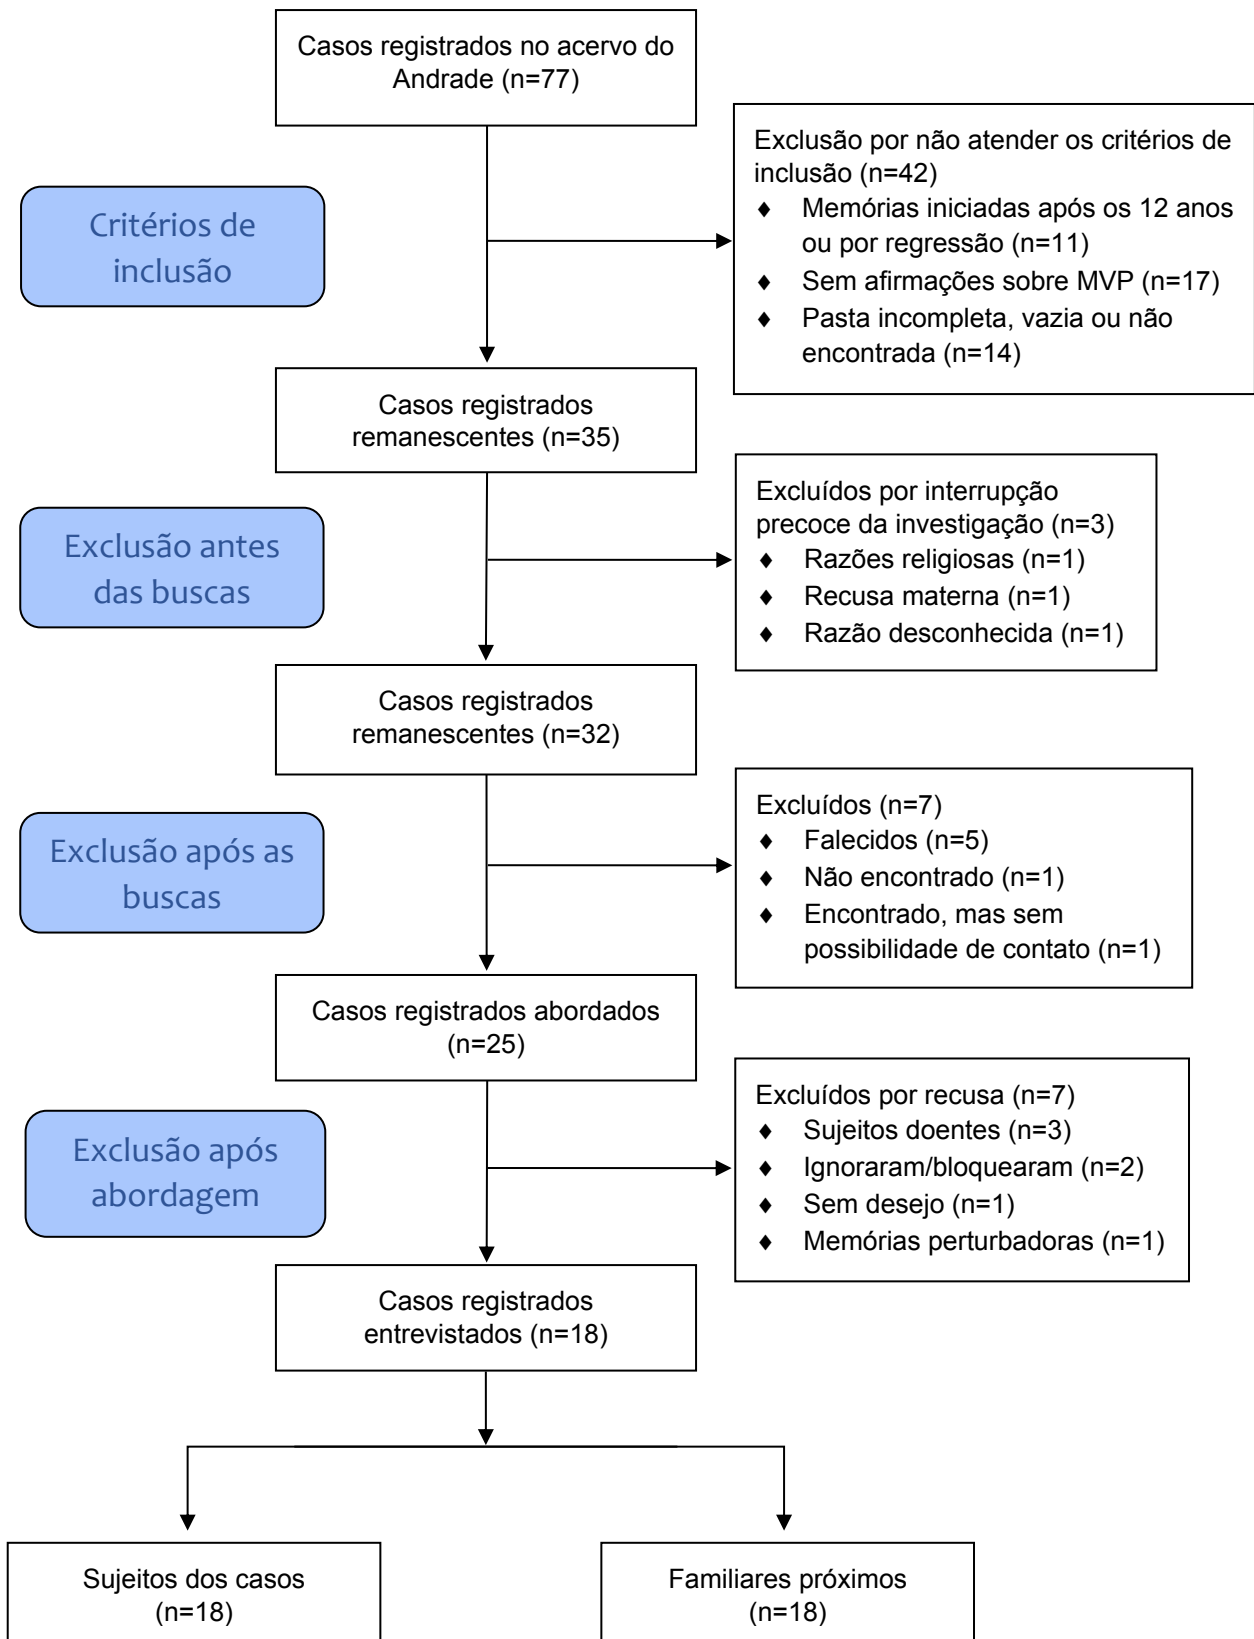 Casos registrados no acervo do
Andrade (n=77)
Exclusão por não atender os critérios de
inclusão (n=42)
♦ Memórias iniciadas após os 12 anos
ou por regressão (n=11)
♦ Sem afirmações sobre MVP (n=17)
♦ Pasta incompleta, vazia ou não
encontrada (n=14)
Critérios de
inclusão
Casos registrados
remanescentes (n=35)
Excluídos por interrupção
precoce da investigação (n=3)
♦ Razões religiosas (n=1)
♦ Recusa materna (n=1)
♦ Razão desconhecida (n=1)
Exclusão antes
das buscas
Casos registrados
remanescentes (n=32)
Excluídos (n=7)
♦ Falecidos (n=5)
♦ Não encontrado (n=1)
♦ Encontrado, mas sem
possibilidade de contato (n=1)
Exclusão após as
buscas
Casos registrados abordados
(n=25)
Excluídos por recusa (n=7)
♦ Sujeitos doentes (n=3)
♦ Ignoraram/bloquearam (n=2)
♦ Sem desejo (n=1)
♦ Memórias perturbadoras (n=1)
Exclusão após
abordagem
Casos registrados
entrevistados (n=18)
Sujeitos dos casos
(n=18)
Familiares próximos
(n=18)